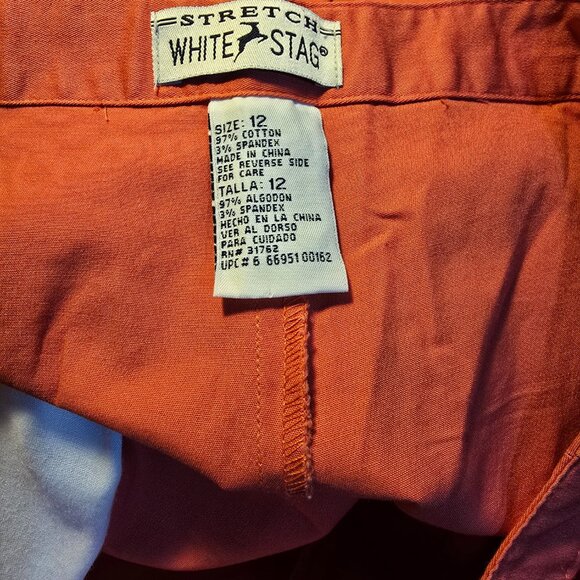 STRETCH
WHITE STAG®
SIZE: 12
97% COTTON
3% SPANDEX
MADE IN CHINA
SEE REVERSE SIDE
FOR CARE
TALLA: 12
97% ALGODON
3% SPANDEX
HECHO EN LA CHINA
VER AL DORSO
PARA CUIDADO
RN# 31762
UPC# 6 66951 00162